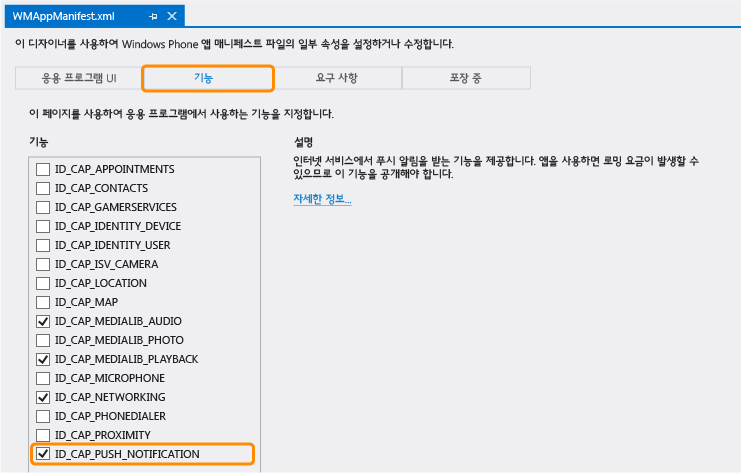 WMAppManifest.xml
이 디자이너를 사용하여 Windows Phone 앱 매니페스트 파일의 일부 속성을 설정하거나 수정합니다.
응용 프로그램 UI 기능 요구 사항 포장 중
이 페이지를 사용하여 응용 프로그램에서 사용하는 기능을 지정합니다.
기능
ID_CAP_APPOINTMENTS
ID_CAP_CONTACTS
ID_CAP_GAMERSERVICES
ID_CAP_IDENTITY_DEVICE
ID_CAP_IDENTITY_USER
ID_CAP_ISV_CAMERA
ID_CAP_LOCATION
ID_CAP_MAP
ID_CAP_MEDIALIB_AUDIO
ID_CAP_MEDIALIB_PHOTO
ID_CAP_MEDIALIB_PLAYBACK
ID_CAP_MICROPHONE
ID_CAP_NETWORKING
ID_CAP_PHONEDIALER
ID_CAP_PROXIMITY
ID_CAP_PUSH_NOTIFICATION
설명
인터넷 서비스에서 푸시 알림을 받는 기능을 제공합니다. 앱을 사용하면 로밍 요금이 발생할 수
있으므로 이 기능을 공개해야 합니다.
자세한 정보...